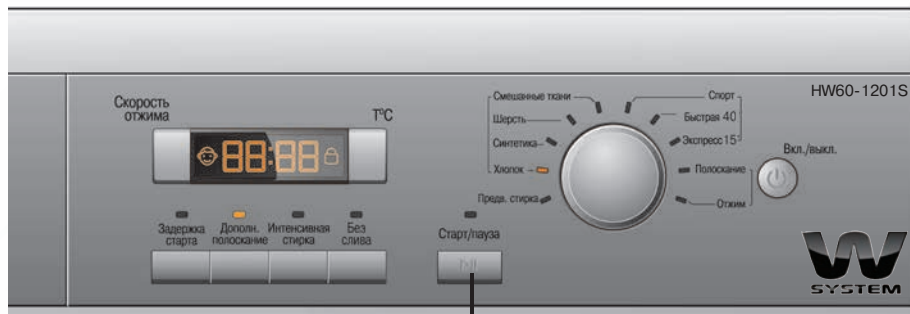 Скорость
отжима
T°C
88:88
Задержка
старта
Дополн.
полоскание
Интенсивная
стирка
Без
слива
Старт/пауза
Смешанные ткани
Шерсть
Синтетика
Хлопок
Предв. стирка
Спорт
Быстрая 40
Экспресс 15'
Полоскание
Отжим
HW60-1201S
Вкл./выкл.
W
SYSTEM